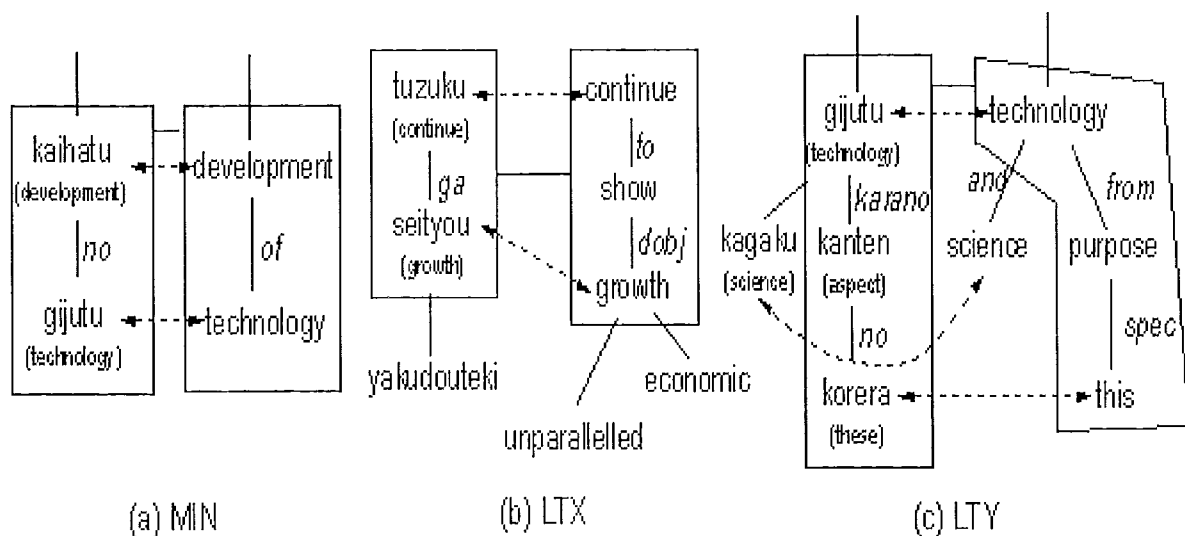 kaihatu
(development)
no
gijutu
(technology)
development
of
technology
(a) MIN
tuzuku
(continue)
ga
seityou
(growth)
yakudouteki
continue
to
show
dobj
growth
unparallelled
economic
(b) LTX
gijutu
(technology)
karano
kagaku
(science)
kanten
(aspect)
no
korera
(these)
technology
and
science
from
purpose
spec
this
(c) LTY